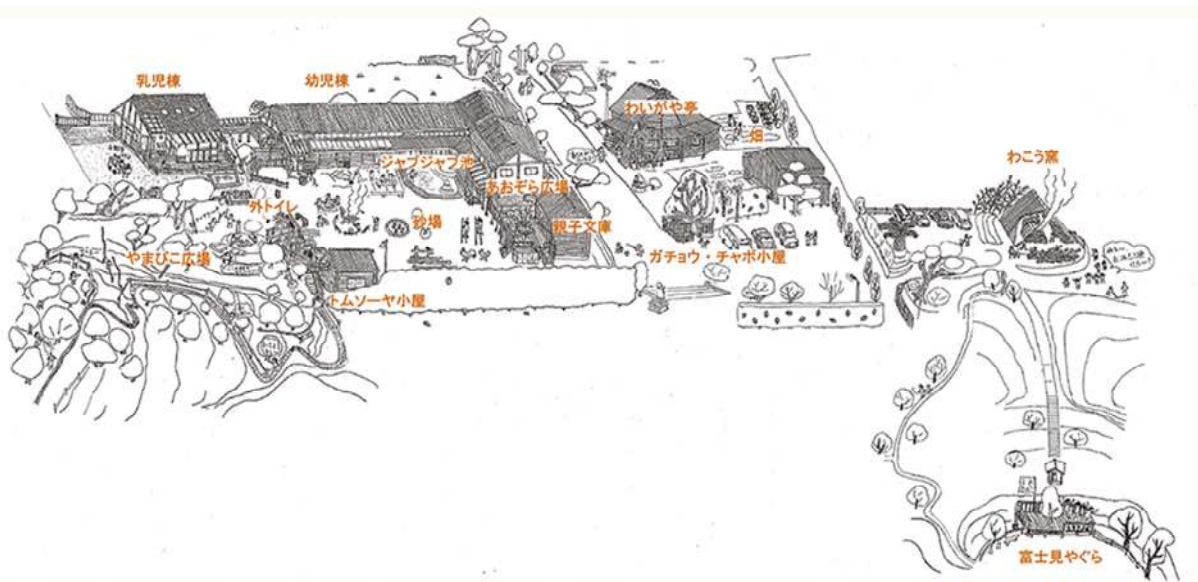 乳児棟
幼児棟
わいがや亭
畑
わこう窯
ジャブジャブ池
あおぞら広場
外トイレ
砂場
親子文庫
やまびこ広場
ガチョウ・チャボ小屋
トムソーヤ小屋
富士見やぐら